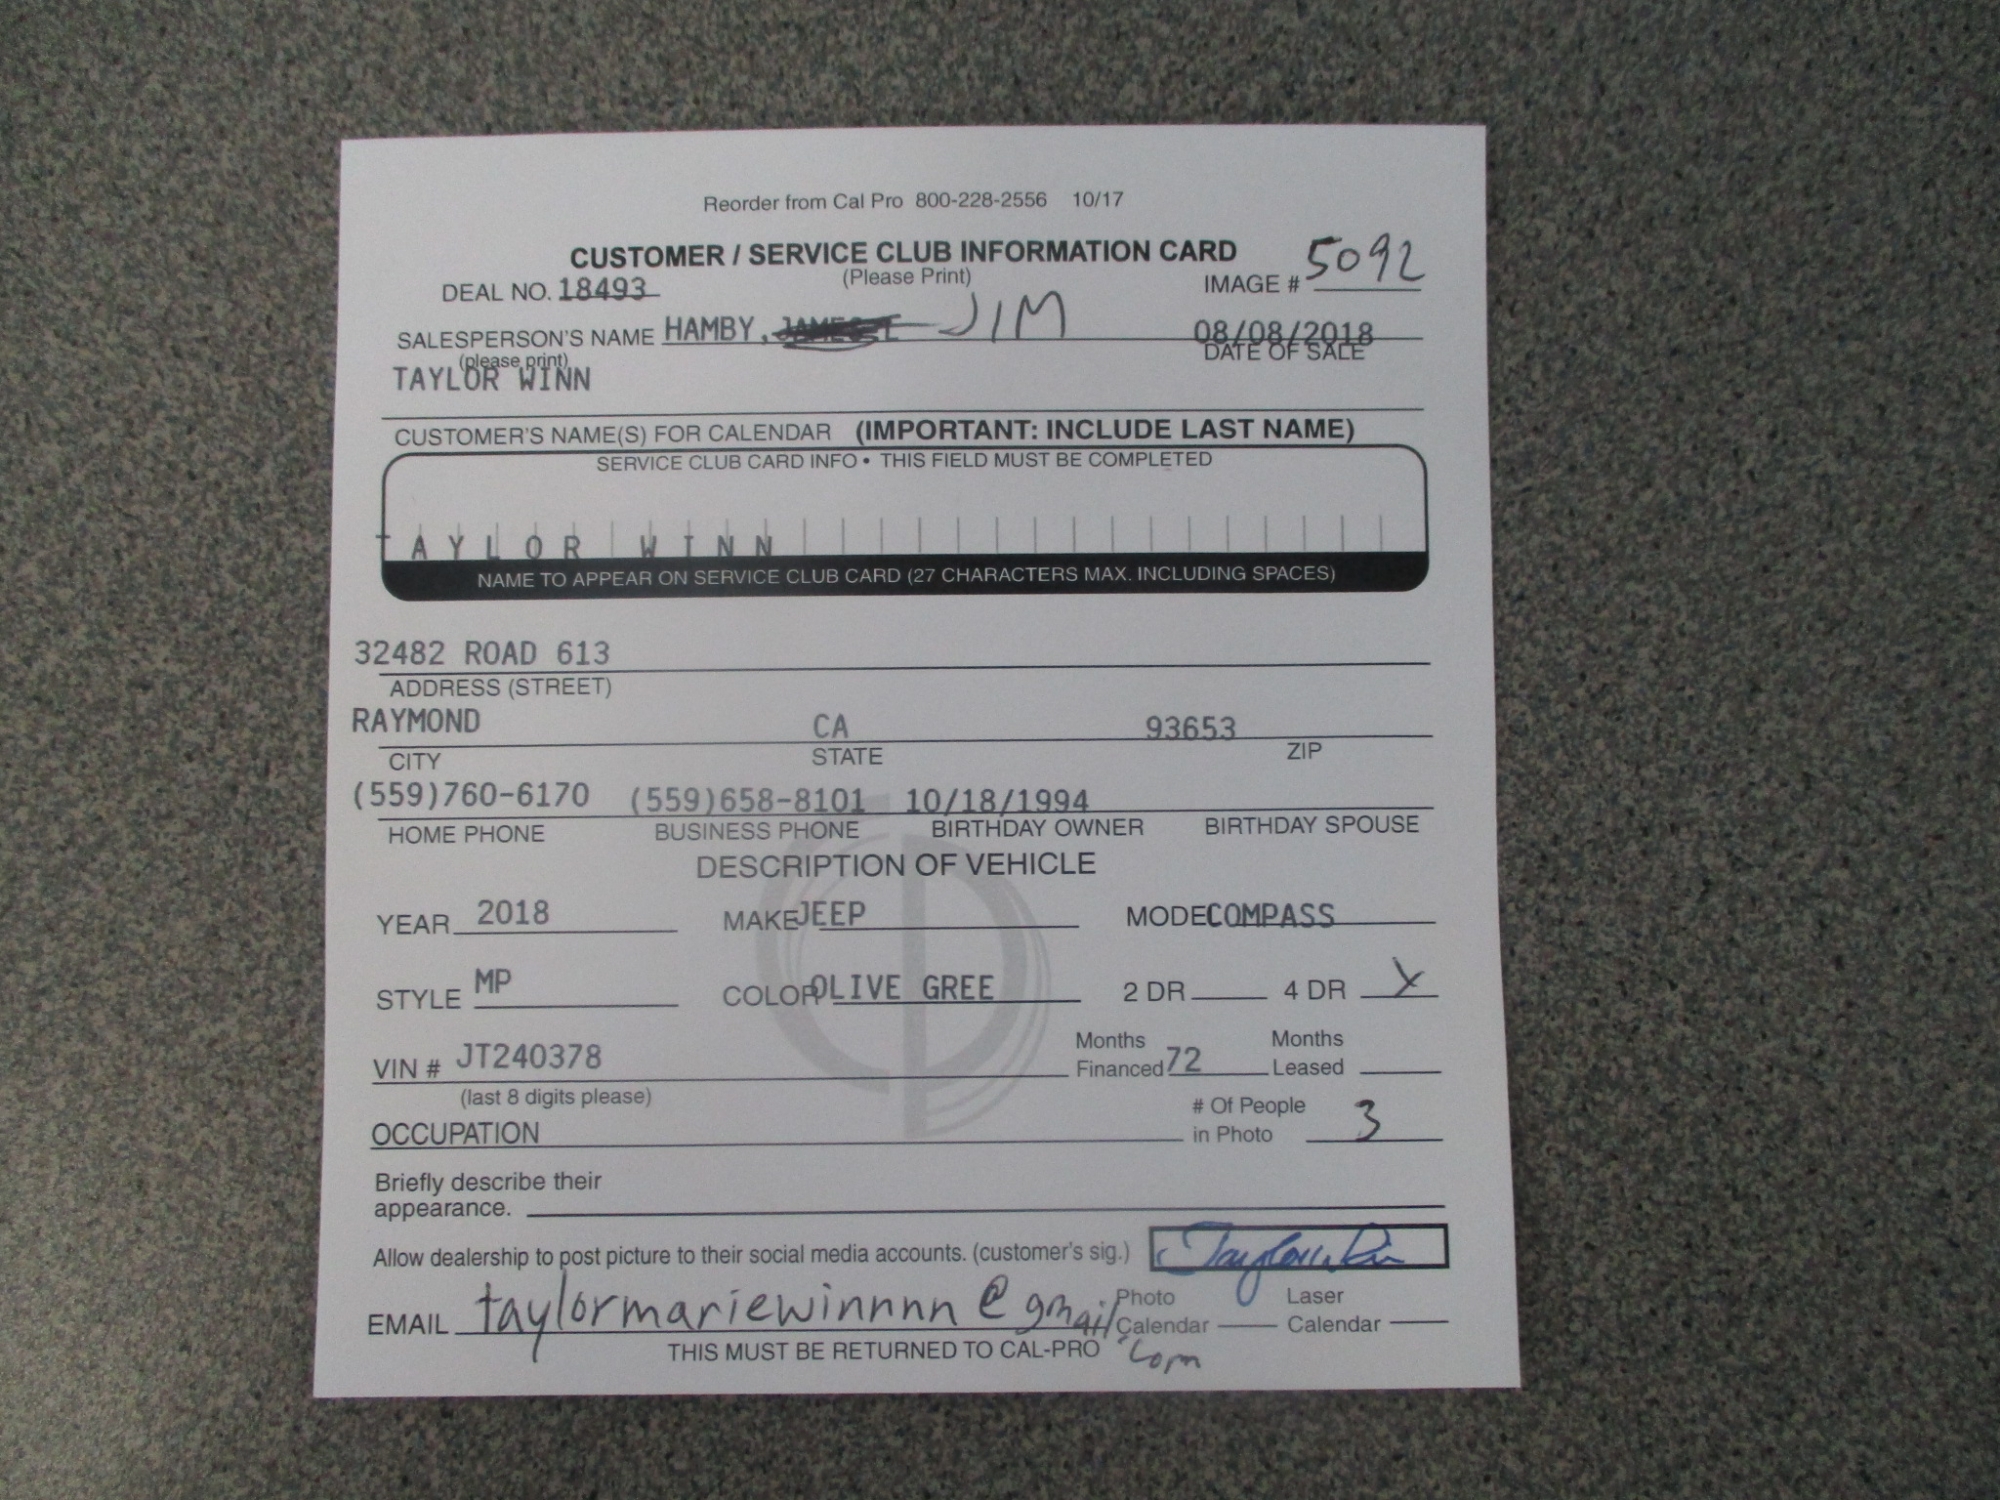 Reorder from Cal Pro 800-228-2556 10/17
CUSTOMER / SERVICE CLUB INFORMATION CARD
(Please Print)
DEAL NO. 18493
IMAGE # 5092
SALESPERSON'S NAME HAMBY, JIM
(please print)
08/08/2018
DATE OF SALE
TAYLOR WINN
CUSTOMER'S NAME(S) FOR CALENDAR (IMPORTANT: INCLUDE LAST NAME)
SERVICE CLUB CARD INFO • THIS FIELD MUST BE COMPLETED
TAYLOR WINN
NAME TO APPEAR ON SERVICE CLUB CARD (27 CHARACTERS MAX. INCLUDING SPACES)
32482 ROAD 613
ADDRESS (STREET)
RAYMOND CA 93653
CITY STATE ZIP
(559)760-6170 (559)658-8101 10/18/1994
HOME PHONE BUSINESS PHONE BIRTHDAY OWNER BIRTHDAY SPOUSE
DESCRIPTION OF VEHICLE
YEAR 2018 MAKE JEEP MODE COMPASS
STYLE MP COLOR OLIVE GREE 2 DR 4 DR X
VIN # JT240378 Months Financed 72 Months Leased
(last 8 digits please)
OCCUPATION # Of People in Photo 3
Briefly describe their
appearance.
Allow dealership to post picture to their social media accounts. (customer's sig.) Taylor
EMAIL taylormariewinnnn@gmail.com Photo Calendar Laser Calendar
THIS MUST BE RETURNED TO CAL-PRO